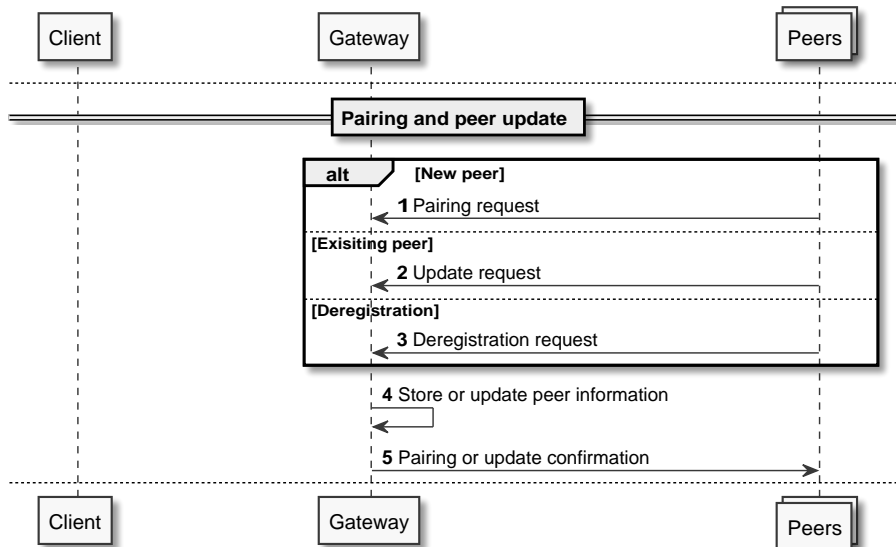 Client
Gateway
Peers
Pairing and peer update
alt
[New peer]
1 Pairing request
[Exisiting peer]
2 Update request
[Deregistration]
3 Deregistration request
4 Store or update peer information
5 Pairing or update confirmation
Client
Gateway
Peers